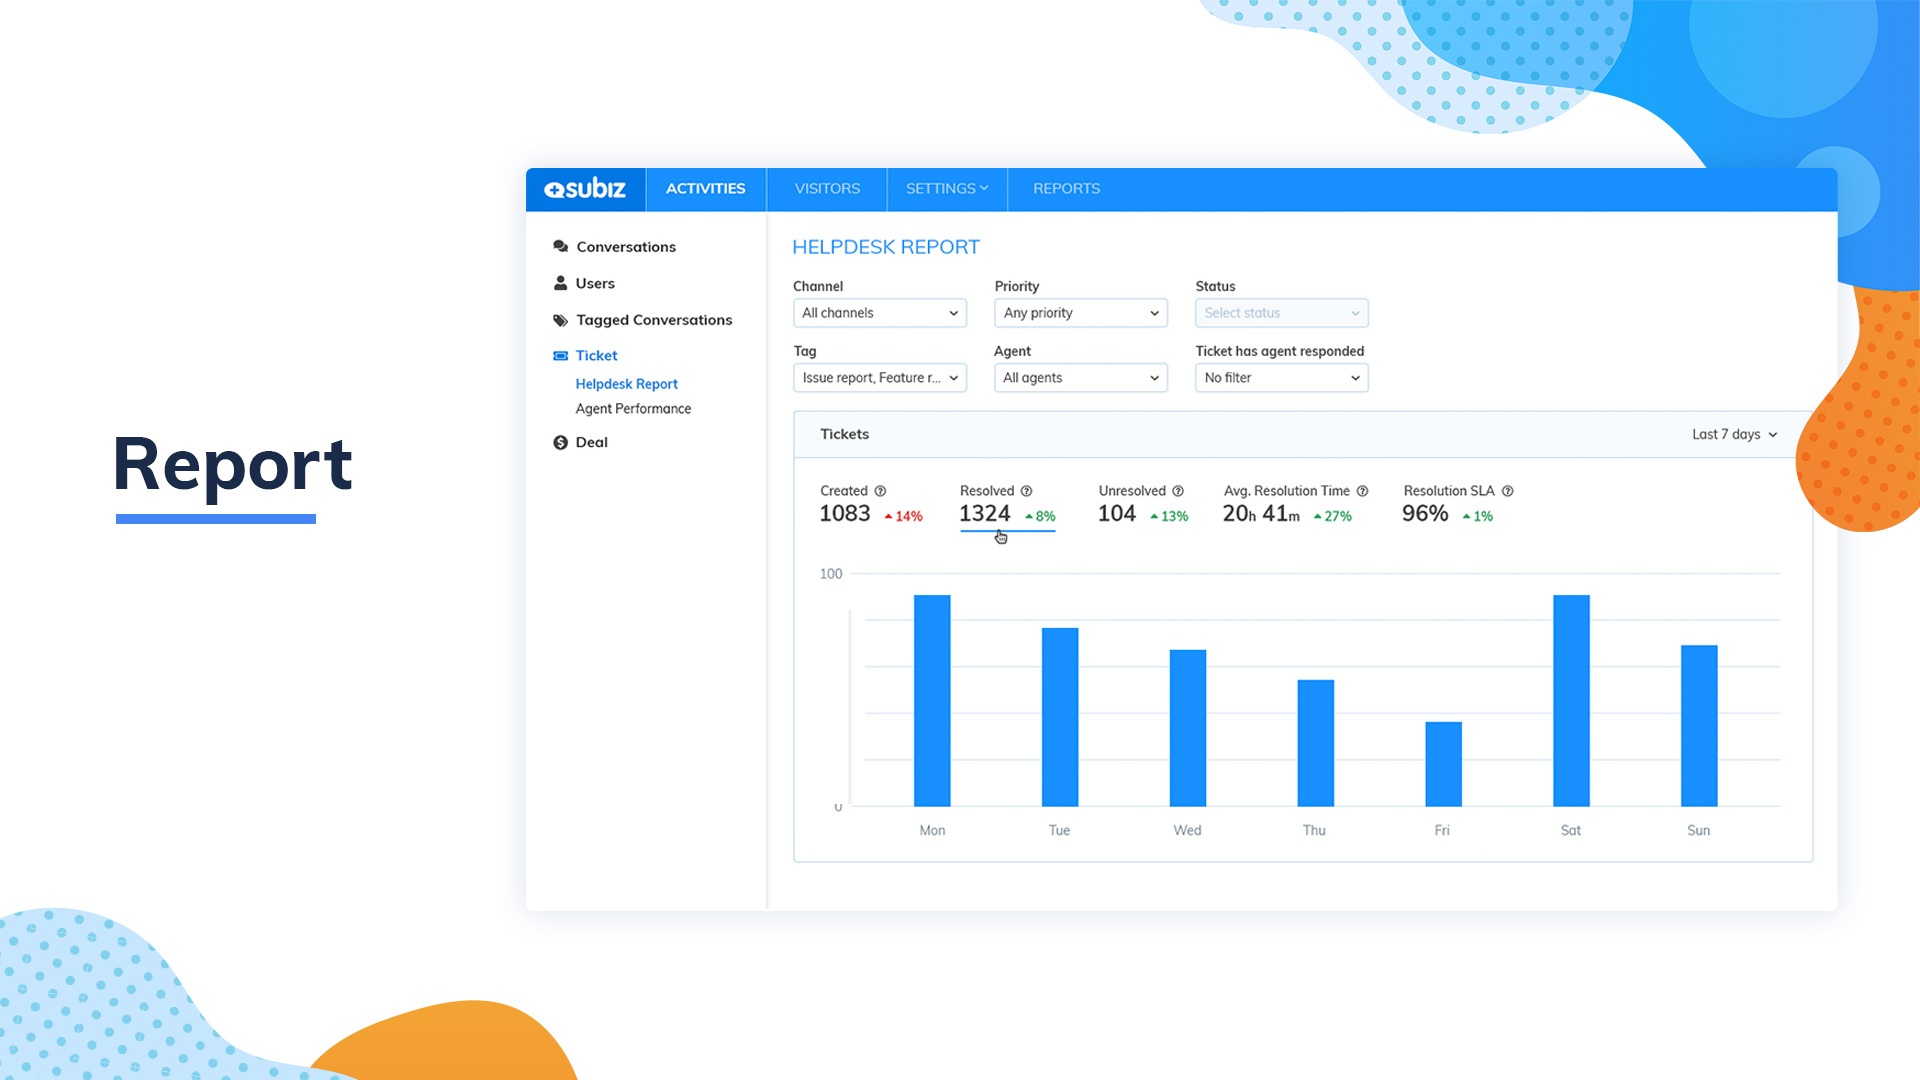 Report
subiz
ACTIVITIES
VISITORS
SETTINGS
REPORTS
Conversations
Users
Tagged Conversations
Ticket
Helpdesk Report
Agent Performance
Deal
HELPDESK REPORT
Channel Priority Status
All channels Any priority Select status
Tag Agent Ticket has agent responded
Issue report, Feature r... All agents No filter
Tickets Last 7 days
Created Resolved Unresolved Avg. Resolution Time Resolution SLA
1083 14% 1324 8% 104 13% 20h 41m 27% 96% 1%
100
0
Mon Tue Wed Thu Fri Sat Sun